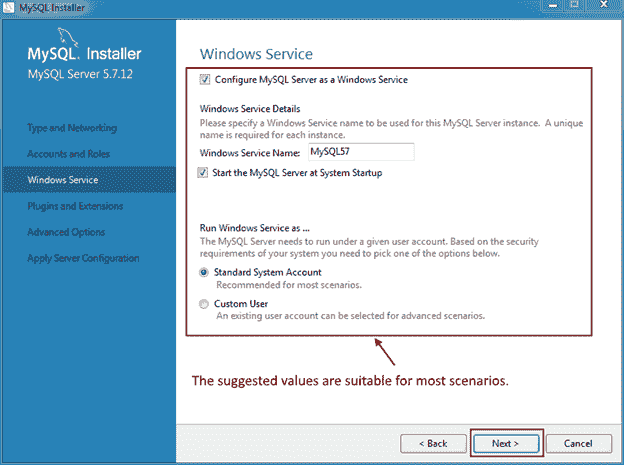 MySQL Installer
MySQL. Installer
MySQL Server 5.7.12
Type and Networking
Accounts and Roles
Windows Service
Plugins and Extensions
Advanced Options
Apply Server Configuration
Windows Service
Configure MySQL Server as a Windows Service
Windows Service Details
Please specify a Windows Service name to be used for this MySQL Server instance. A unique
name is required for each instance.
Windows Service Name: MySQL57
Start the MySQL Server at System Startup
Run Windows Service as ...
The MySQL Server needs to run under a given user account. Based on the security
requirements of your system you need to pick one of the options below.
Standard System Account
Recommended for most scenarios.
Custom User
An existing user account can be selected for advanced scenarios.
The suggested values are suitable for most scenarios.
< Back Next > Cancel